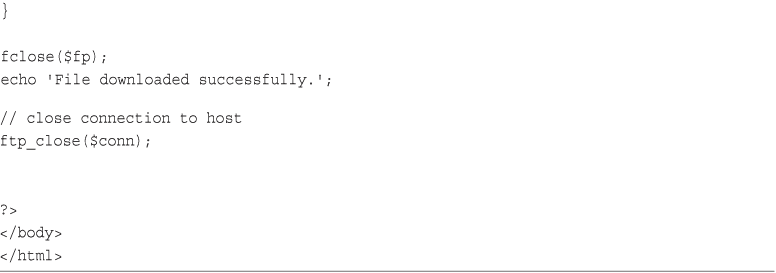 }
fclose($fp);
echo 'File downloaded successfully.';
// close connection to host
ftp_close($conn);
?>
</body>
</html>